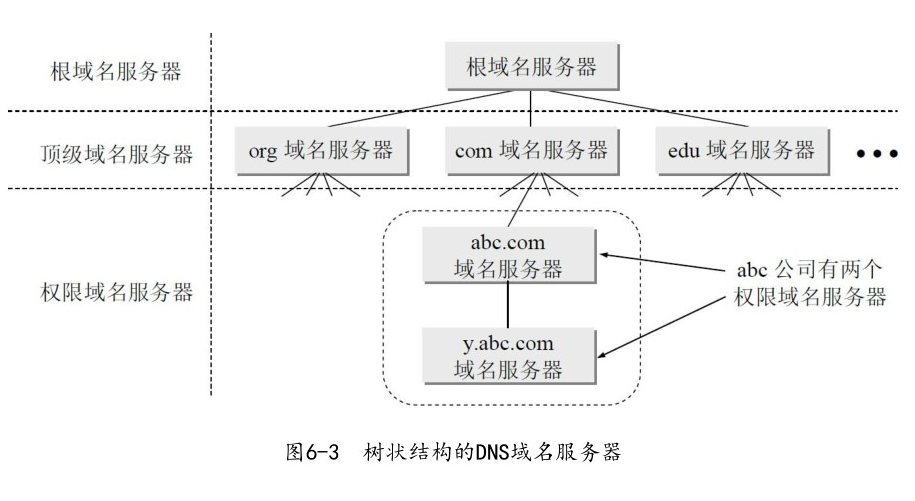 根域名服务器
根域名服务器
顶级域名服务器
org 域名服务器
com 域名服务器
edu 域名服务器
•••
权限域名服务器
abc.com
域名服务器
y.abc.com
域名服务器
abc 公司有两个
权限域名服务器
图6-3 树状结构的DNS域名服务器